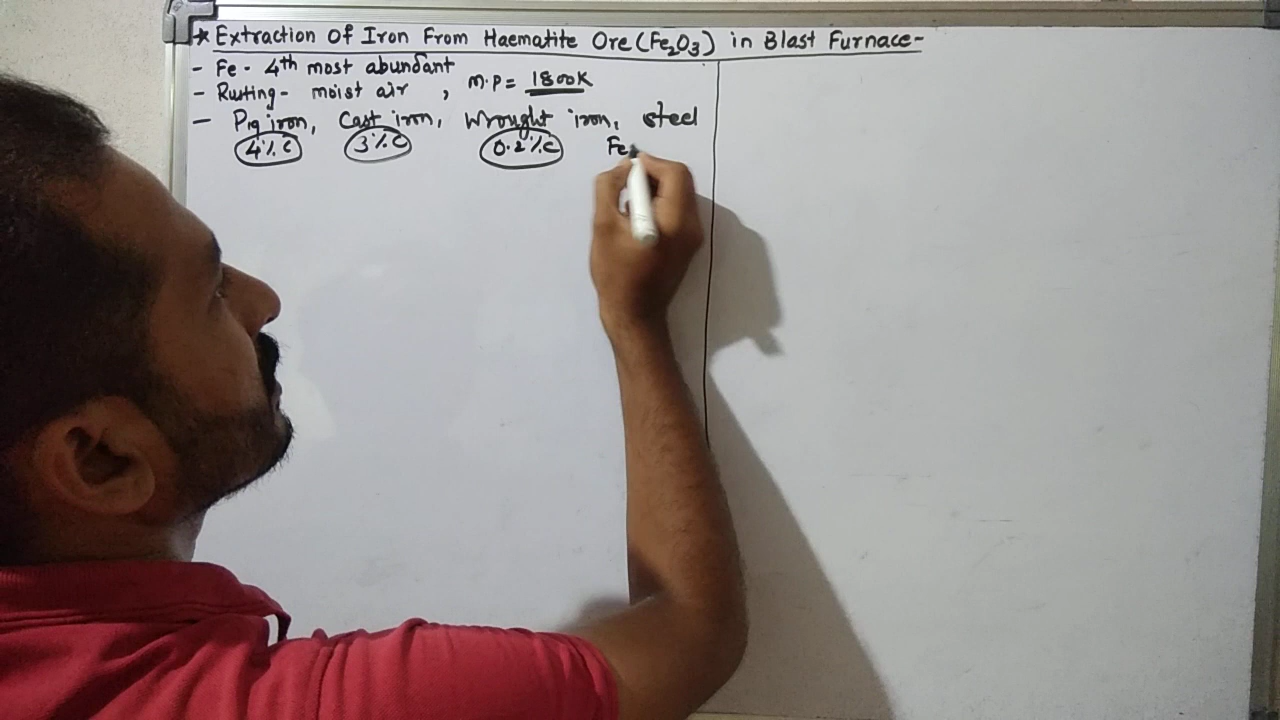 * Extraction Of Iron From Haematite Ore (Fe₂O₃) in Blast Furnace-
- Fe - 4th most abundant
- Rusting - moist air , m.p = 1800K
- Pig iron, Cast iron, Wrought iron, steel
4%C 3%C 0.2%C Fe